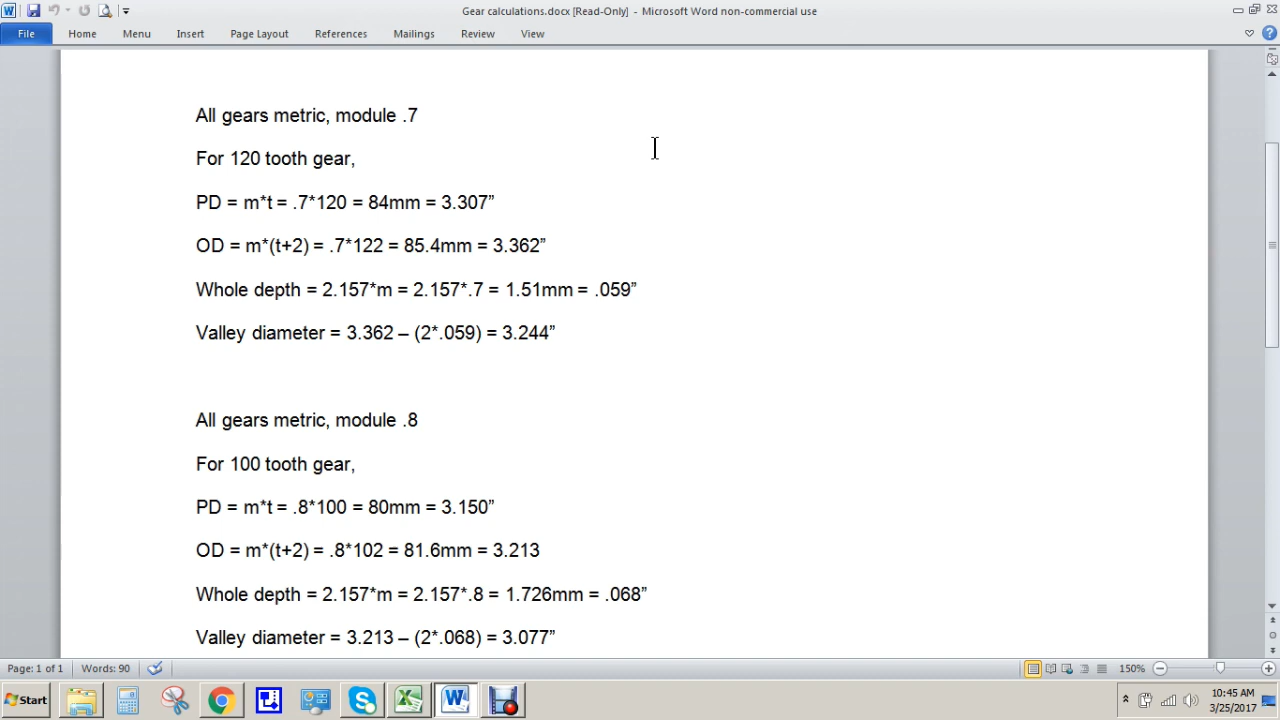 Gear calculations.docx [Read-Only] - Microsoft Word non-commercial use
File Home Menu Insert Page Layout References Mailings Review View
All gears metric, module .7
For 120 tooth gear,
PD = m*t = .7*120 = 84mm = 3.307”
OD = m*(t+2) = .7*122 = 85.4mm = 3.362”
Whole depth = 2.157*m = 2.157*.7 = 1.51mm = .059”
Valley diameter = 3.362 – (2*.059) = 3.244”
All gears metric, module .8
For 100 tooth gear,
PD = m*t = .8*100 = 80mm = 3.150”
OD = m*(t+2) = .8*102 = 81.6mm = 3.213
Whole depth = 2.157*m = 2.157*.8 = 1.726mm = .068”
Valley diameter = 3.213 – (2*.068) = 3.077”
Page: 1 of 1 Words: 90 150%
Start 10:45 AM
3/25/2017